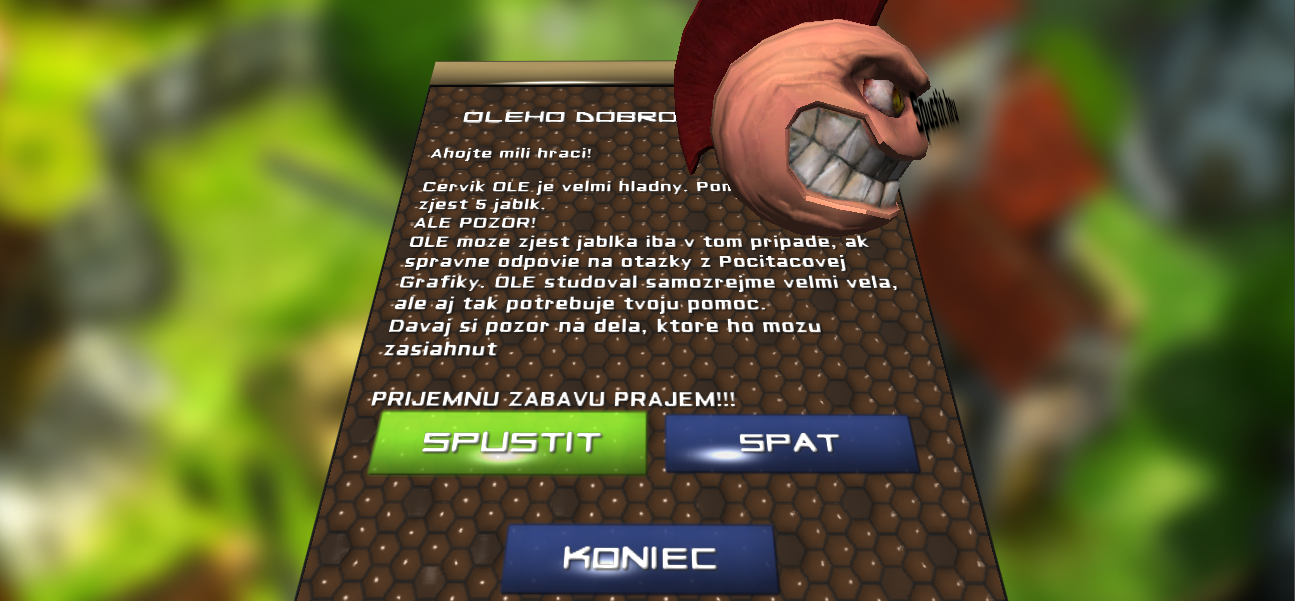 OLEHO
Ahojte mili hraci!
Cervik OLE je velmi hladny.
zjest 5 jablk.
ALE POZOR!
OLE moze zjest jablka iba v tom pripade, ak
spravne odpovie na otazky z Pocitacovej
Grafiky. OLE studoval samozrejme velmi vela,
ale aj tak potrebuje tvoju pomoc.
Davaj si pozor na dela, ktore ho mozu
zasiahnut
PRIJEMNU ZABAVU PRAJEM!!!
SPUSTIT
SPAT
KONIEC